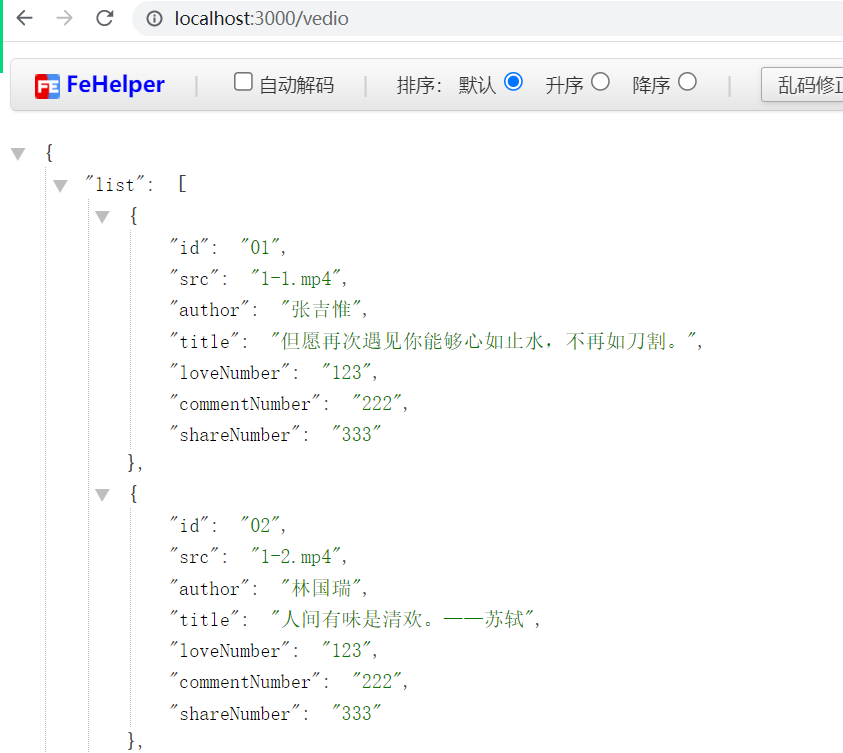 localhost:3000/vedio
FeHelper | 自动解码 | 排序： 默认 升序 降序 | 乱码修正
{
"list": [
{
"id": "01",
"src": "1-1.mp4",
"author": "张吉惟",
"title": "但愿再次遇见你能够心如止水，不再如刀割。",
"loveNumber": "123",
"commentNumber": "222",
"shareNumber": "333"
},
{
"id": "02",
"src": "1-2.mp4",
"author": "林国瑞",
"title": "人间有味是清欢。——苏轼",
"loveNumber": "123",
"commentNumber": "222",
"shareNumber": "333"
},